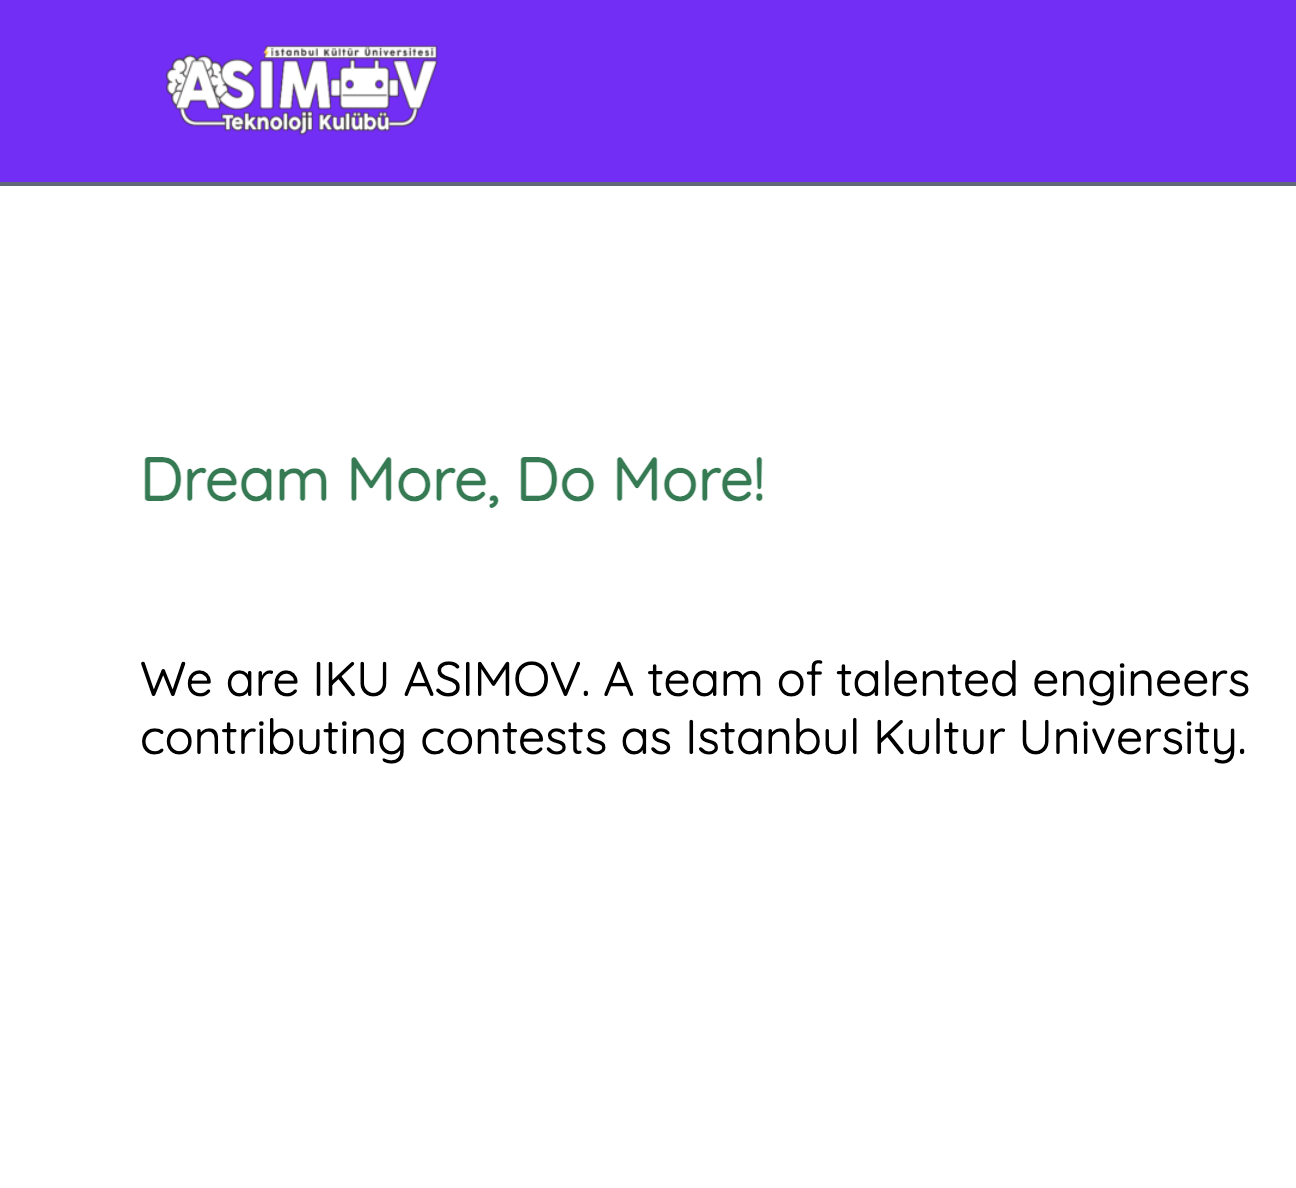 istanbul Kültür Üniversitesi
ASIMOV
Teknoloji Kulübü
Dream More, Do More!
We are IKU ASIMOV. A team of talented engineers
contributing contests as Istanbul Kultur University.